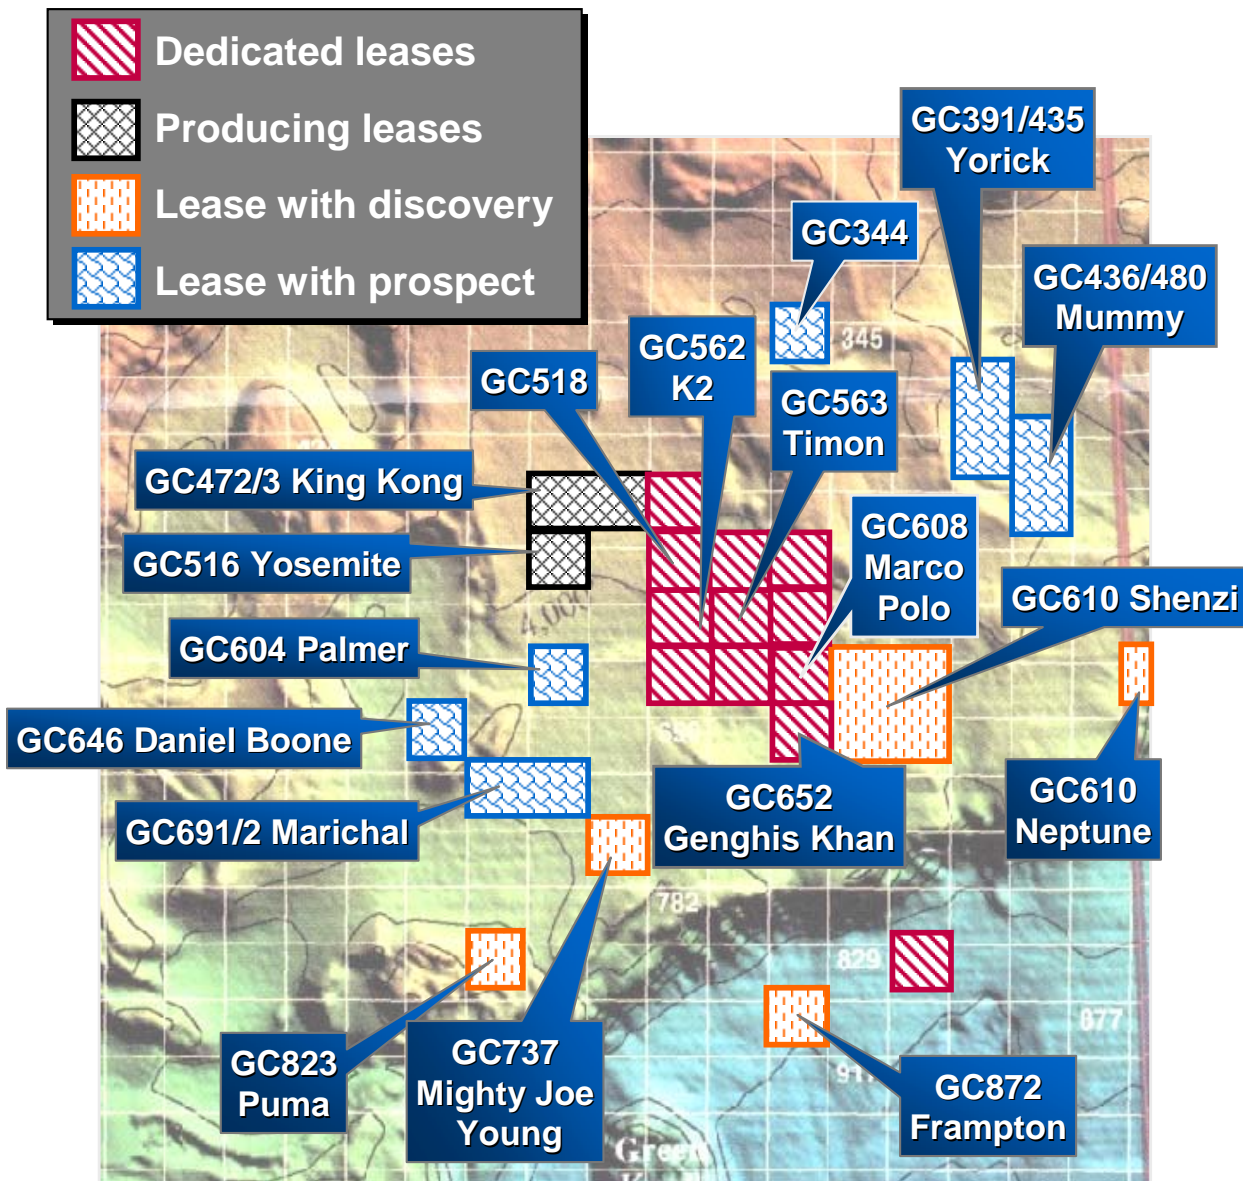 Dedicated leases
Producing leases
Lease with discovery
Lease with prospect
GC391/435
Yorick
GC344
GC436/480
Mummy
345
GC562
K2
GC518
GC563
Timon
GC472/3 King Kong
GC608
Marco
Polo
GC516 Yosemite
GC610 Shenzi
4,000
GC604 Palmer
GC646 Daniel Boone
GC652
Genghis Khan
GC610
Neptune
GC691/2 Marichal
782
829
877
GC823
Puma
GC737
Mighty Joe
Young
GC872
Frampton
Green